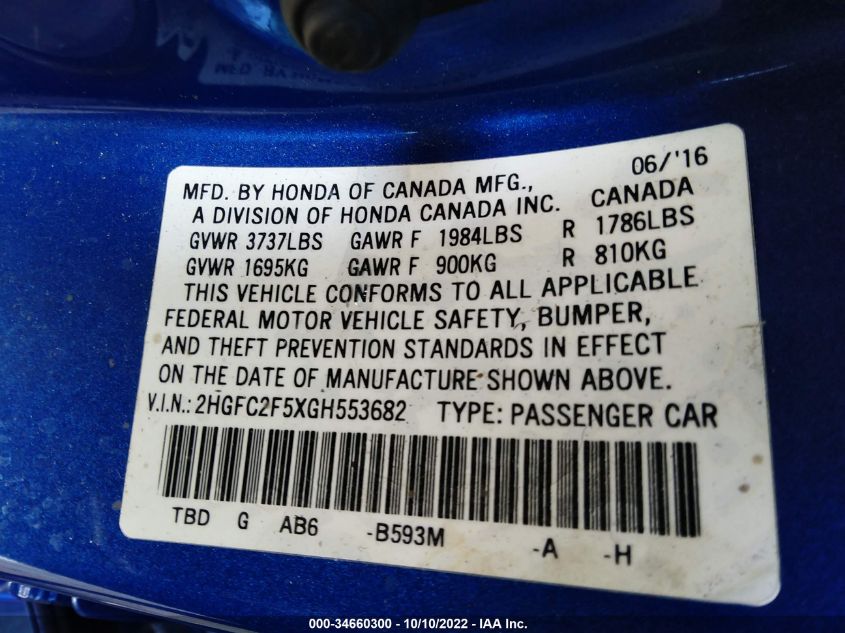 06/'16
MFD. BY HONDA OF CANADA MFG., CANADA
A DIVISION OF HONDA CANADA INC.
GVWR 3737LBS GAWR F 1984LBS R 1786LBS
GVWR 1695KG GAWR F 900KG R 810KG
THIS VEHICLE CONFORMS TO ALL APPLICABLE
FEDERAL MOTOR VEHICLE SAFETY, BUMPER,
AND THEFT PREVENTION STANDARDS IN EFFECT
ON THE DATE OF MANUFACTURE SHOWN ABOVE.
V.I.N.: 2HGFC2F5XGH553682 TYPE: PASSENGER CAR
TBD G AB6 -B593M -A -H
000-34660300 - 10/10/2022 - IAA Inc.